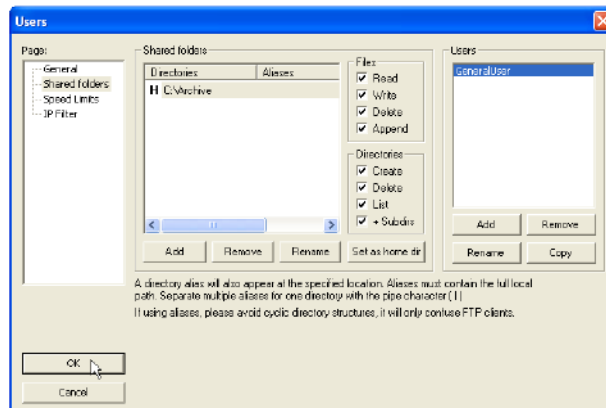 Users
Page:
General
Shared folders
Speed Limits
IP Filter
Shared folders
Directories Aliases
H C:\Archive
Add Remove Rename Set as home dir
Files
Read
Write
Delete
Append
Directories
Create
Delete
List
+ Subdirs
Users
GeneralUser
Add Remove
Rename Copy
A directory alias will also appear at the specified location. Aliases must contain the full local
path. Separate multiple aliases for one directory with the pipe character ( | )
If using aliases, please avoid cyclic directory structures, it will only confuse FTP clients.
OK
Cancel